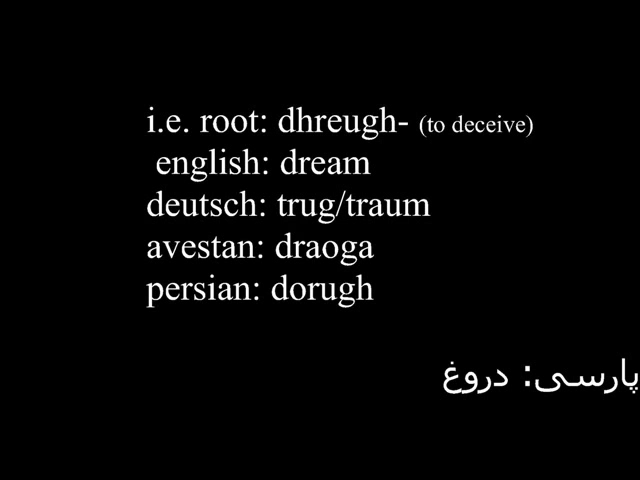 i.e. root: dhreugh- (to deceive)
english: dream
deutsch: trug/traum
avestan: draoga
persian: dorugh
پارسی: دروغ